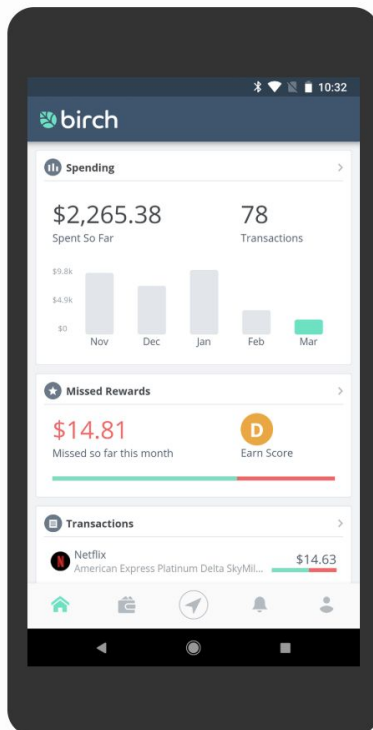 10:32
birch
Spending
$2,265.38
78
Spent So Far
Transactions
$9.8k
$4.9k
$0
Nov Dec Jan Feb Mar
Missed Rewards
$14.81
D
Missed so far this month
Earn Score
Transactions
Netflix
$14.63
American Express Platinum Delta SkyMil...